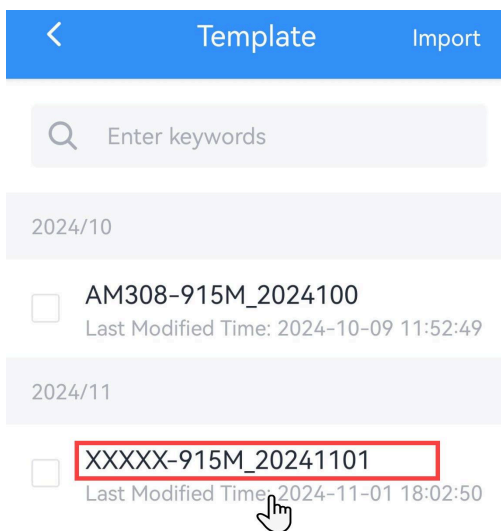 Template
Import
Enter keywords
2024/10
AM308-915M_2024100
Last Modified Time: 2024-10-09 11:52:49
2024/11
XXXXX-915M_20241101
Last Modified Time: 2024-11-01 18:02:50